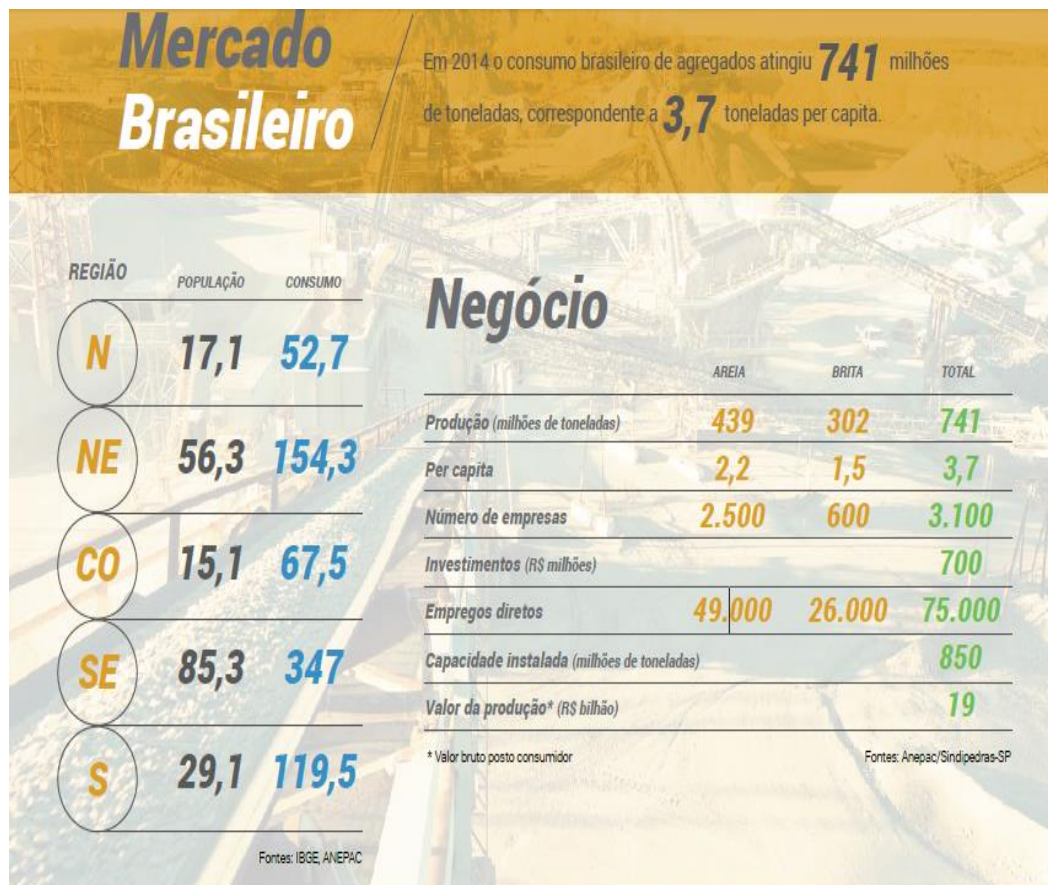 Mercado
Brasileiro
Em 2014 o consumo brasileiro de agregados atingiu 741 milhões
de toneladas, correspondente a 3,7 toneladas per capita.
REGIÃO POPULAÇÃO CONSUMO
N 17,1 52,7
NE 56,3 154,3
CO 15,1 67,5
SE 85,3 347
S 29,1 119,5
Fontes: IBGE, ANEPAC
Negócio
AREIA BRITA TOTAL
Produção (milhões de toneladas) 439 302 741
Per capita 2,2 1,5 3,7
Número de empresas 2.500 600 3.100
Investimentos (R$ milhões) 700
Empregos diretos 49.000 26.000 75.000
Capacidade instalada (milhões de toneladas) 850
Valor da produção* (R$ bilhão) 19
* Valor bruto posto consumidor Fontes: Anepac/Sindipedras-SP